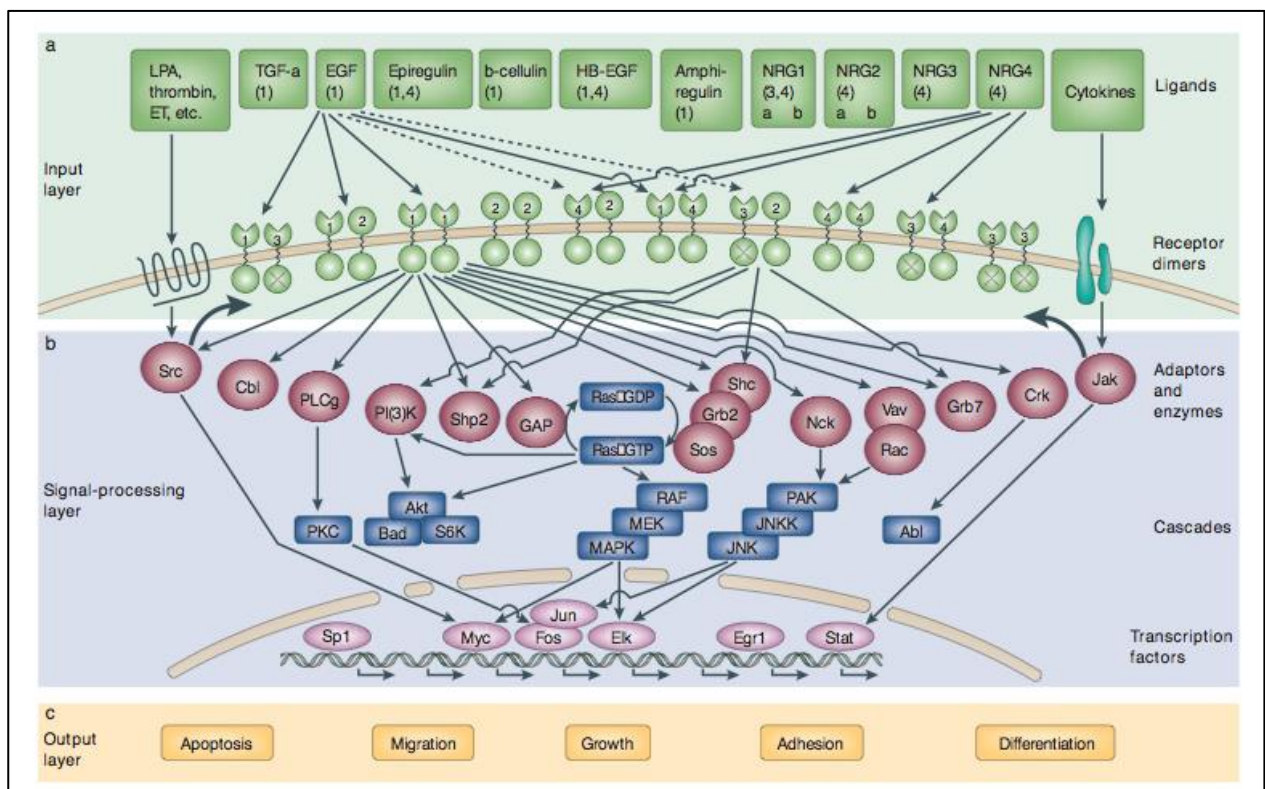 a
LPA,
thrombin,
ET, etc.
TGF-a
(1)
EGF
(1)
Epiregulin
(1,4)
b-cellulin
(1)
HB-EGF
(1,4)
Amphi-
regulin
(1)
NRG1
(3,4)
a b
NRG2
(4)
a b
NRG3
(4)
NRG4
(4)
Cytokines
Ligands
Input
layer
1 3
1 2
1 1
2 2
4 2
1 4
3 2
4 4
3 4
3 3
Receptor
dimers
b
Src
Cbl
PLCg
PI(3)K
Shp2
GAP
Ras□GDP
Ras□GTP
Shc
Grb2
Sos
Nck
Vav
Rac
Grb7
Crk
Jak
Adaptors
and
enzymes
Signal-processing
layer
PKC
Akt
Bad
S6K
RAF
MEK
MAPK
PAK
JNKK
JNK
Abl
Cascades
Sp1
Myc
Jun
Fos
Elk
Egr1
Stat
Transcription
factors
c
Output
layer
Apoptosis
Migration
Growth
Adhesion
Differentiation